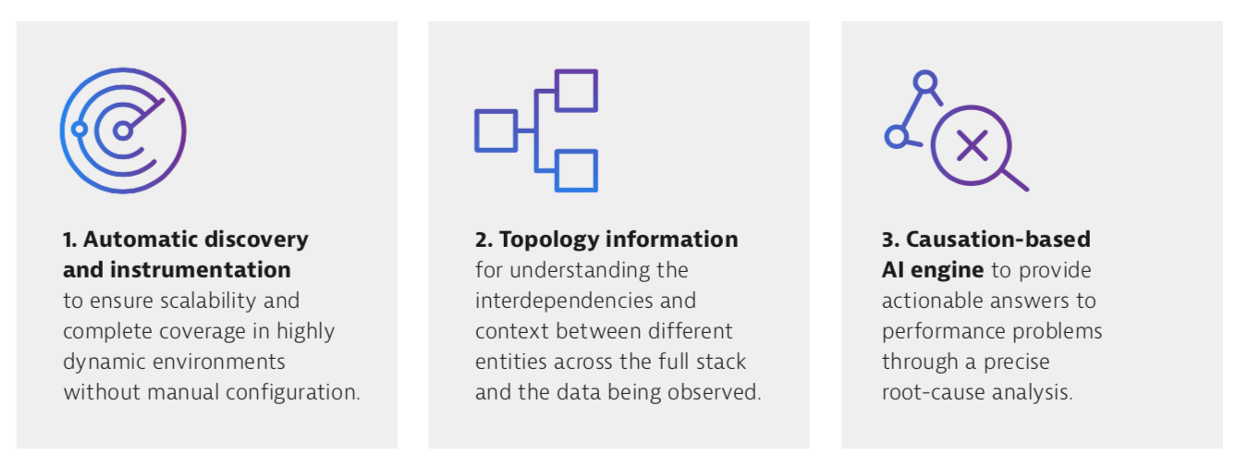 1. Automatic discovery
and instrumentation
to ensure scalability and
complete coverage in highly
dynamic environments
without manual configuration.
2. Topology information
for understanding the
interdependencies and
context between different
entities across the full stack
and the data being observed.
3. Causation-based
AI engine to provide
actionable answers to
performance problems
through a precise
root-cause analysis.